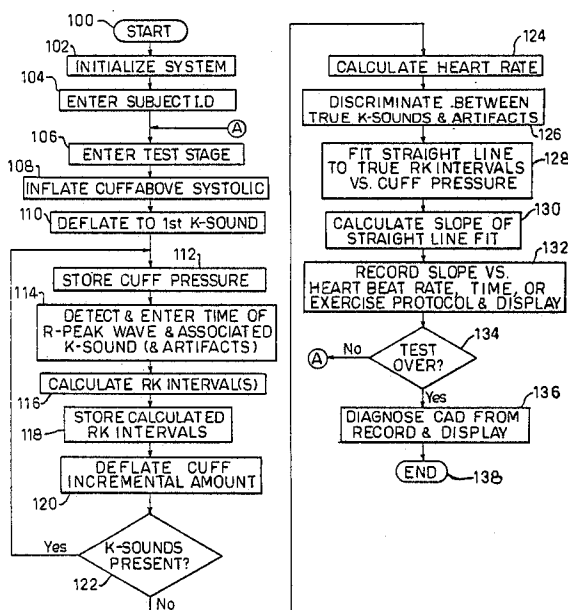 100
START
102
INITIALIZE SYSTEM
104
ENTER SUBJECT I.D
A
106
ENTER TEST STAGE
108
INFLATE CUFF ABOVE SYSTOLIC
110
DEFLATE TO 1st K-SOUND
112
STORE CUFF PRESSURE
114
DETECT & ENTER TIME OF
R-PEAK WAVE & ASSOCIATED
K-SOUND (& ARTIFACTS)
CALCULATE RK INTERVAL(S)
116
STORE CALCULATED
RK INTERVALS
118
DEFLATE CUFF
INCREMENTAL AMOUNT
120
Yes
K-SOUNDS
PRESENT?
122
No
124
CALCULATE HEART RATE
DISCRIMINATE BETWEEN
TRUE K-SOUNDS & ARTIFACTS
126
FIT STRAIGHT LINE
TO TRUE RK INTERVALS
VS. CUFF PRESSURE
128
130
CALCULATE SLOPE OF
STRAIGHT LINE FIT
132
RECORD SLOPE VS.
HEART BEAT RATE, TIME, OR
EXERCISE PROTOCOL & DISPLAY
134
A
No
TEST
OVER?
Yes
136
DIAGNOSE CAD FROM
RECORD & DISPLAY
END
138